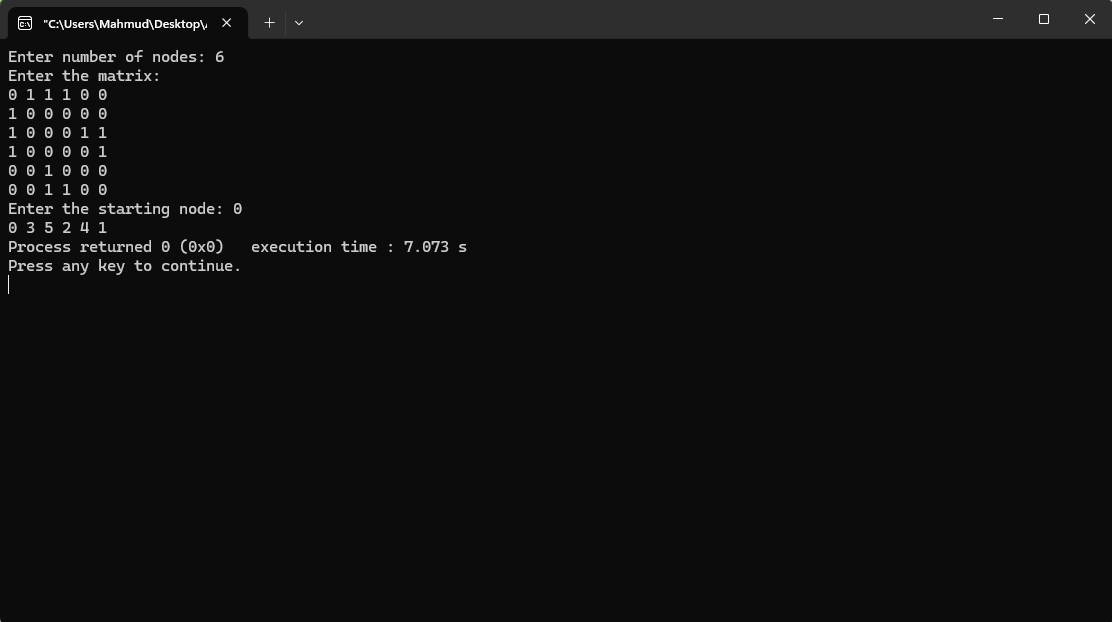 "C:\Users\Mahmud\Desktop\
Enter number of nodes: 6
Enter the matrix:
0 1 1 1 0 0
1 0 0 0 0 0
1 0 0 0 1 1
1 0 0 0 0 1
0 0 1 0 0 0
0 0 1 1 0 0
Enter the starting node: 0
0 3 5 2 4 1
Process returned 0 (0x0)   execution time : 7.073 s
Press any key to continue.